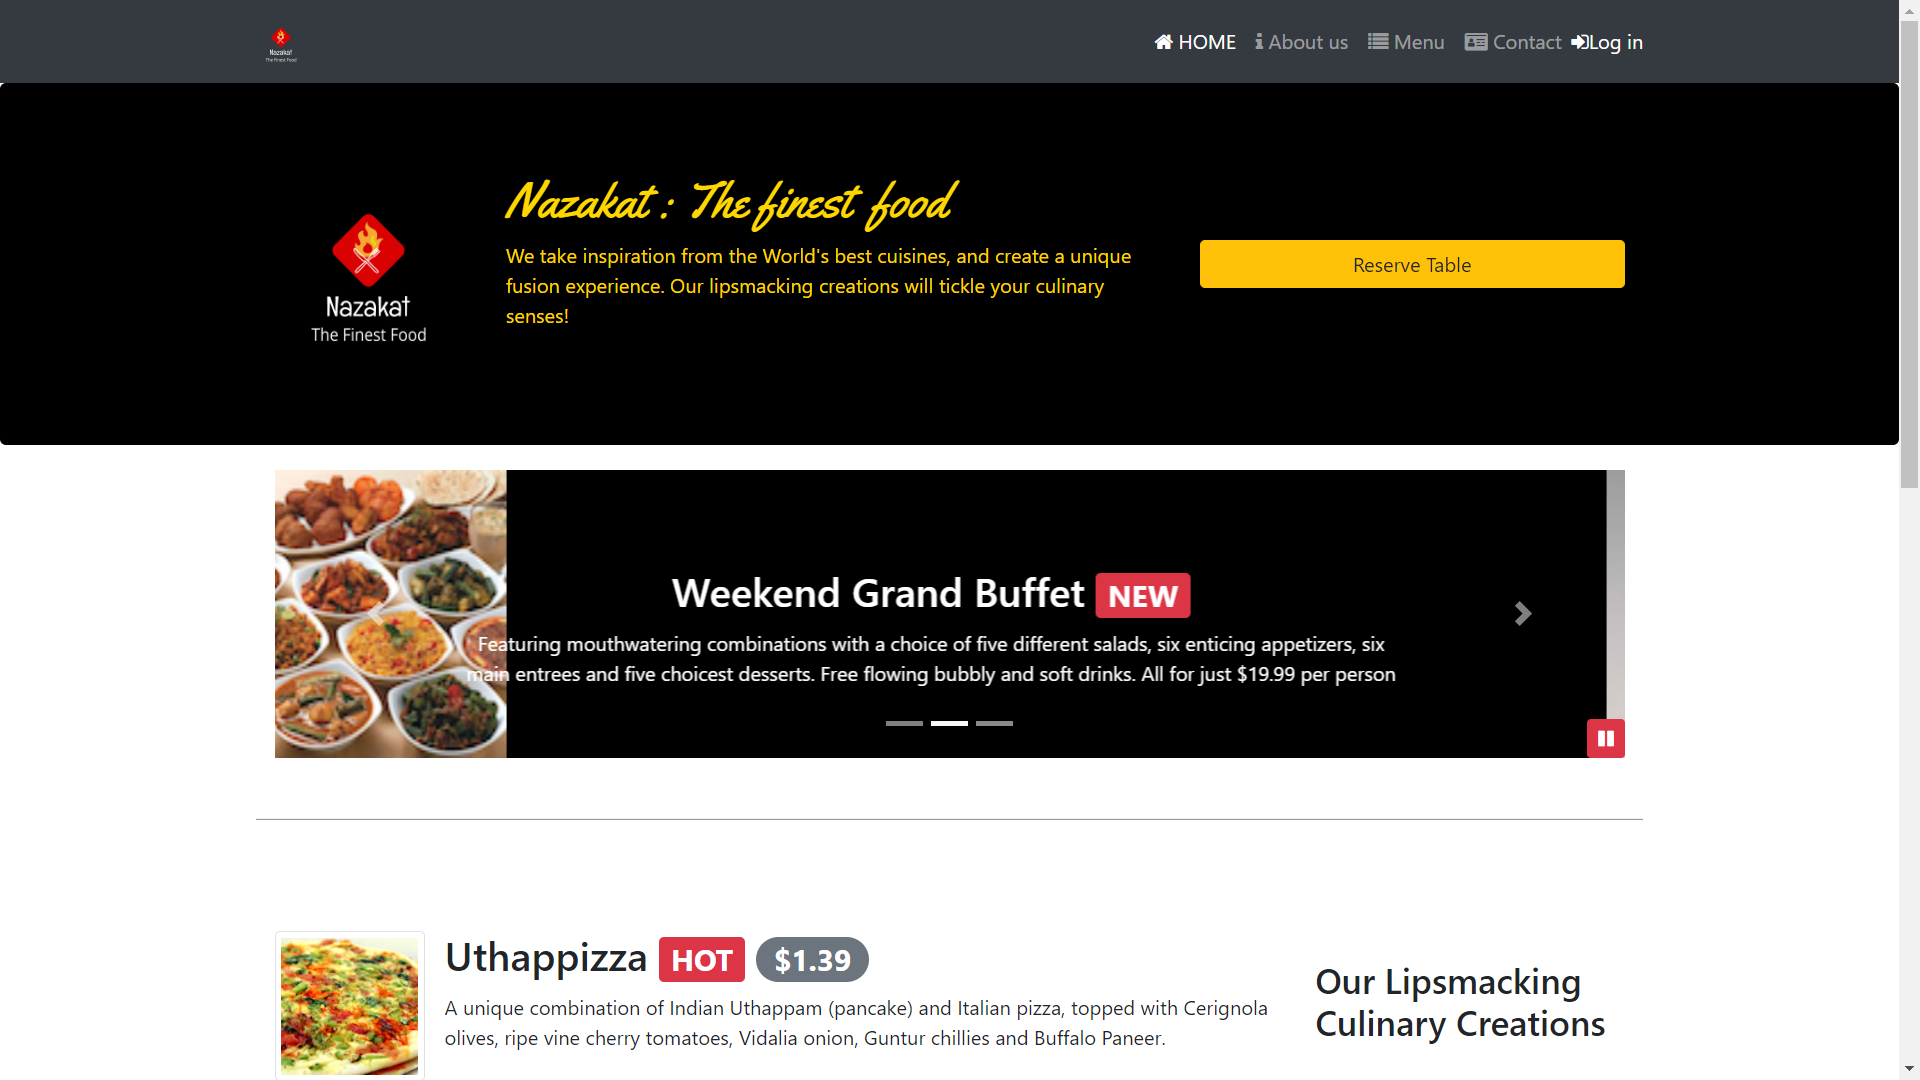 Nazakat
The Finest Food
HOME About us Menu Contact Log in
Nazakat : The finest food
We take inspiration from the World's best cuisines, and create a unique
fusion experience. Our lipsmacking creations will tickle your culinary
senses!
Nazakat
The Finest Food
Reserve Table
Weekend Grand Buffet NEW
Featuring mouthwatering combinations with a choice of five different salads, six enticing appetizers, six
main entrees and five choicest desserts. Free flowing bubbly and soft drinks. All for just $19.99 per person
Uthappizza HOT $1.39
A unique combination of Indian Uthappam (pancake) and Italian pizza, topped with Cerignola
olives, ripe vine cherry tomatoes, Vidalia onion, Guntur chillies and Buffalo Paneer.
Our Lipsmacking
Culinary Creations